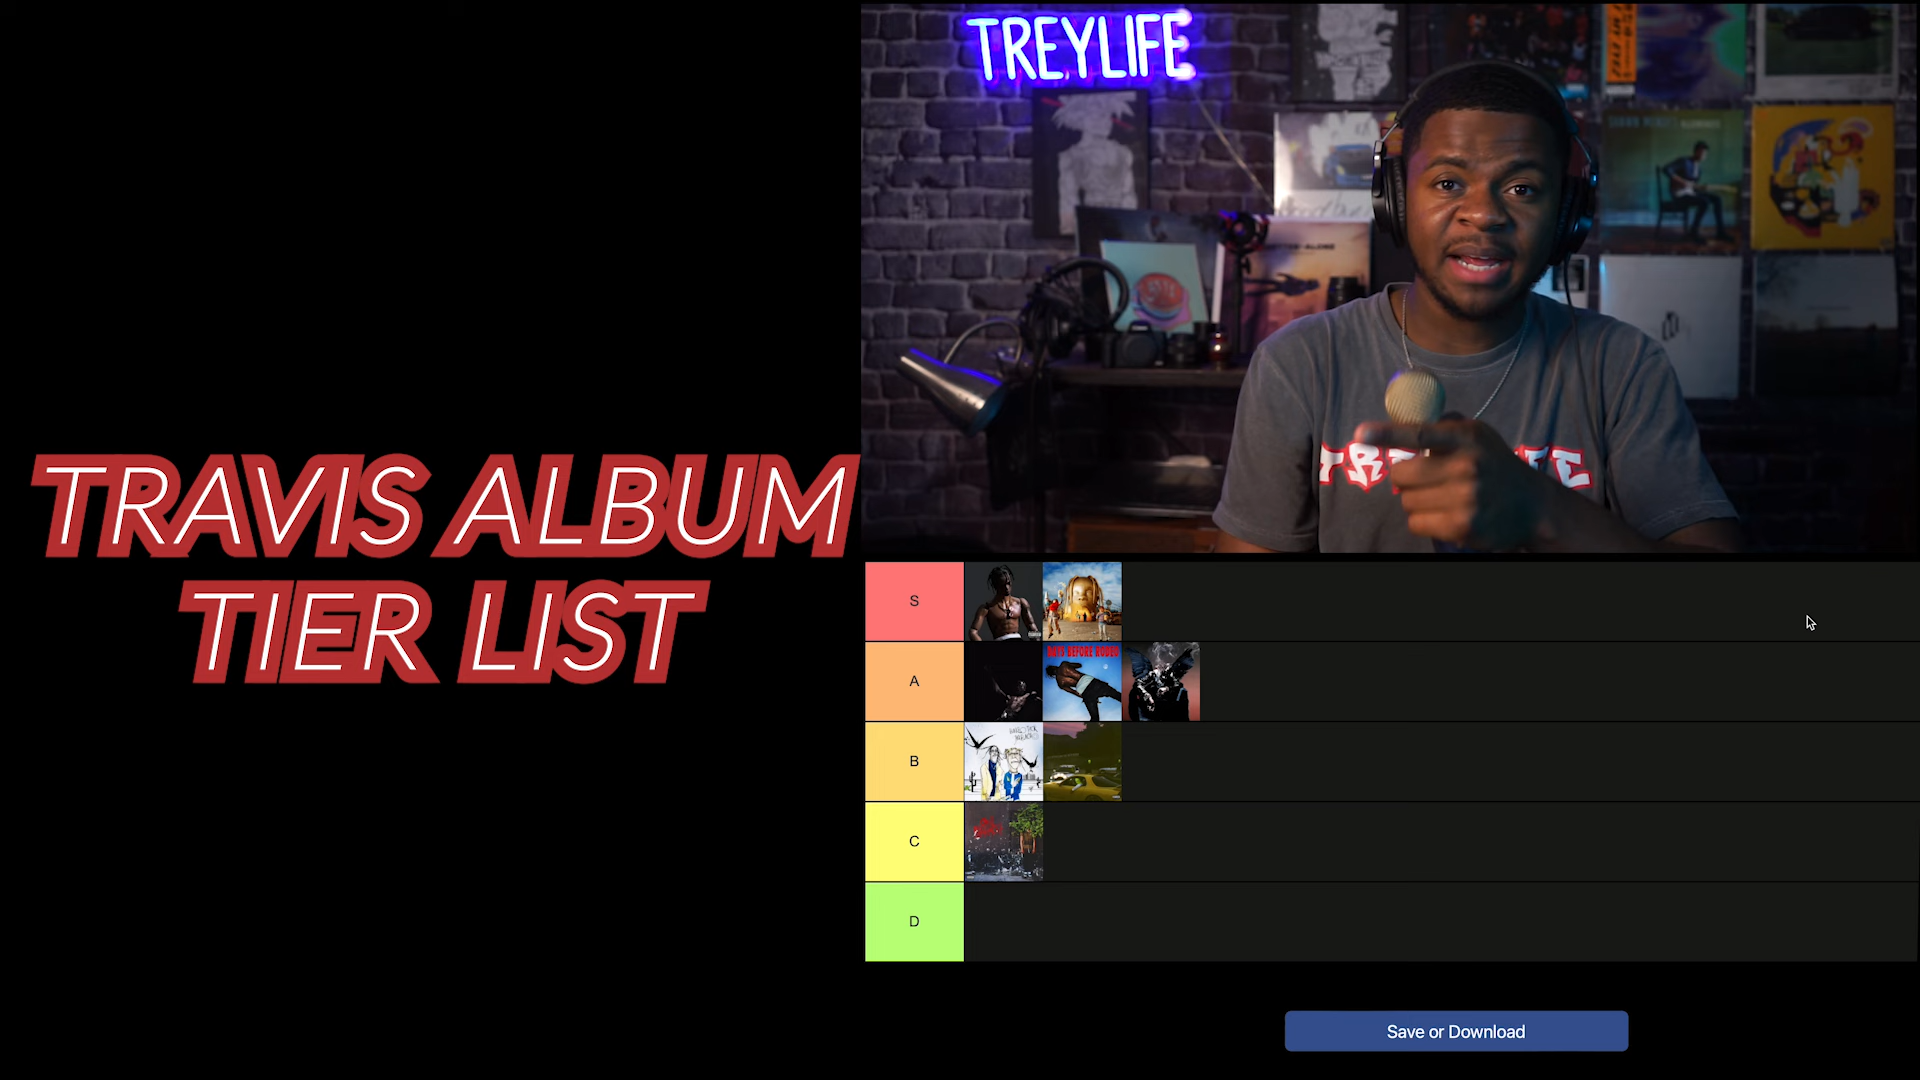 TREYLIFE
TRAVIS ALBUM
TIER LIST
S
A
DAYS BEFORE RODEO
B
C
D
Save or Download